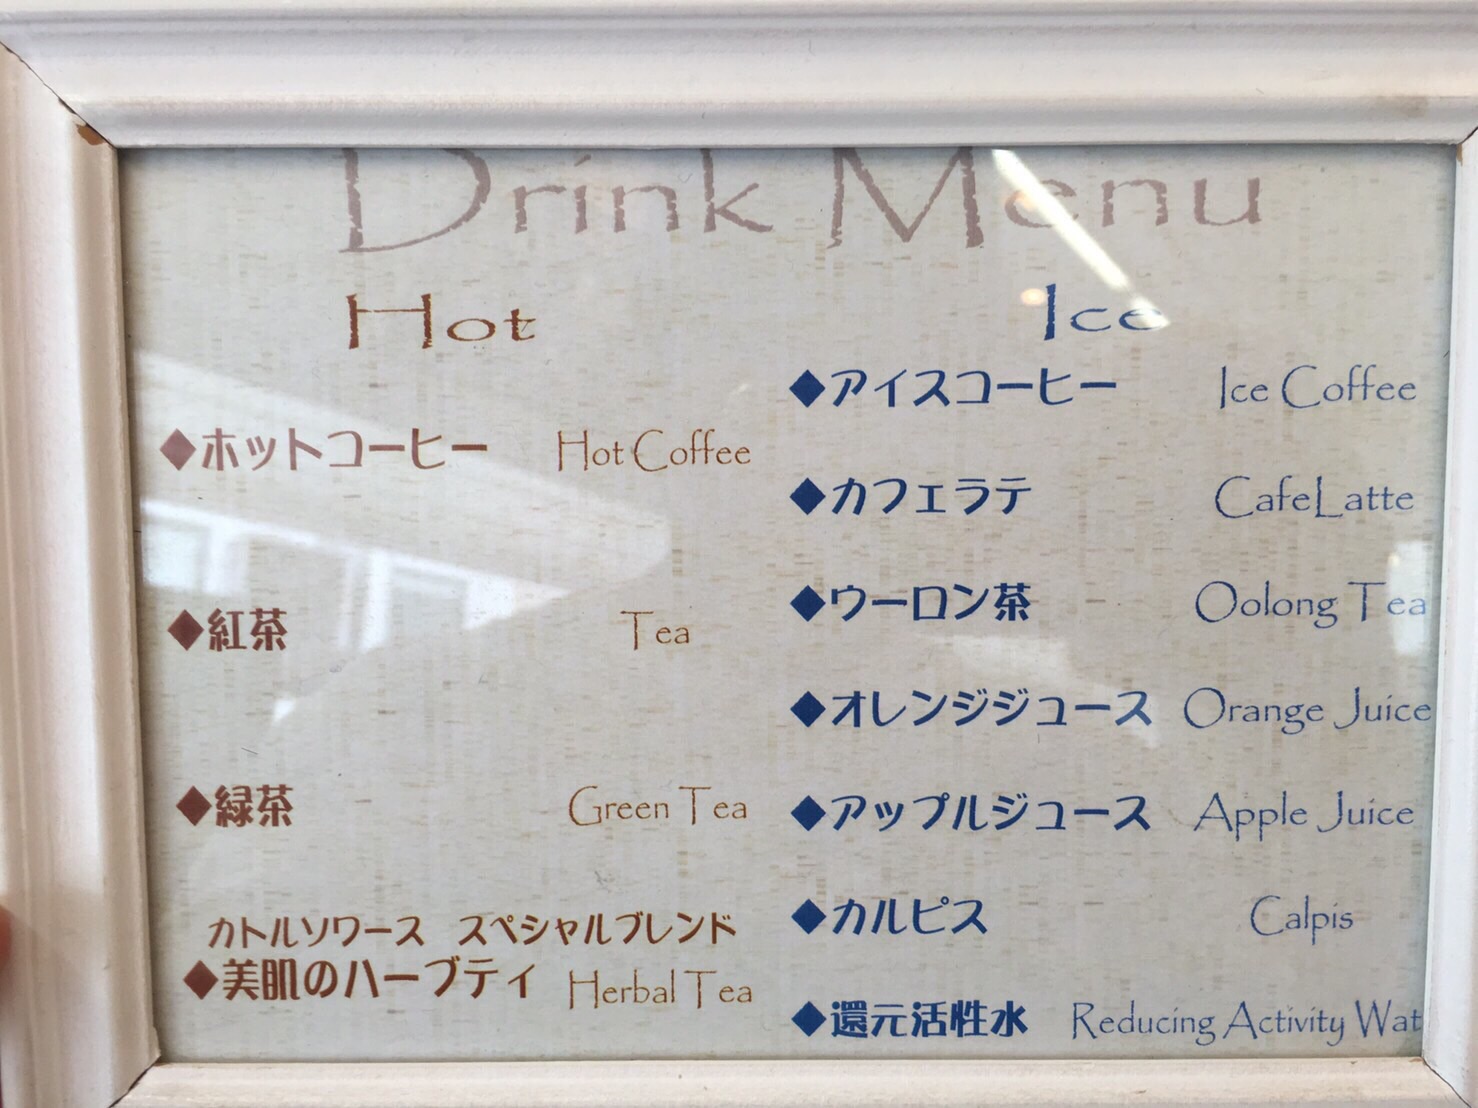 Drink Menu
Hot
◆ホットコーヒー Hot Coffee
◆紅茶 Tea
◆緑茶 Green Tea
カトルソワース スペシャルブレンド
◆美肌のハーブティ Herbal Tea
Ice
◆アイスコーヒー Ice Coffee
◆カフェラテ CafeLatte
◆ウーロン茶 Oolong Tea
◆オレンジジュース Orange Juice
◆アップルジュース Apple Juice
◆カルピス Calpis
◆還元活性水 Reducing Activity Wat